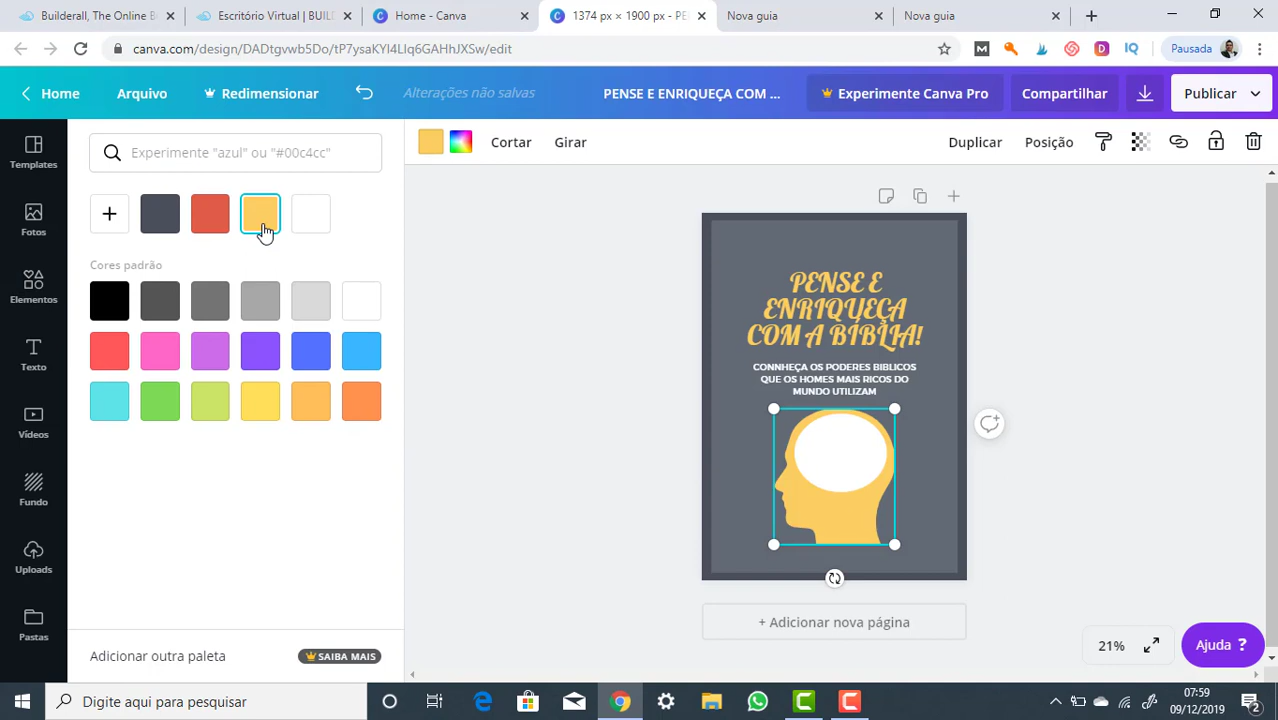 Builderall, The Online B
Escritório Virtual | BUILD
Home - Canva
1374 px × 1900 px - PE
Nova guia
Nova guia
canva.com/design/DADtgvwb5Do/tP7ysaKYI4LIq6GAHhJXSw/edit
Pausada
Home
Arquivo
Redimensionar
Alterações não salvas
PENSE E ENRIQUEÇA COM ...
Experimente Canva Pro
Compartilhar
Publicar
Templates
Fotos
Elementos
Texto
Vídeos
Fundo
Uploads
Pastas
Experimente "azul" ou "#00c4cc"
Cores padrão
Adicionar outra paleta
SAIBA MAIS
Cortar
Girar
Duplicar
Posição
PENSE E
ENRIQUEÇA
COM A BÍBLIA!
CONNHEÇA OS PODERES BIBLICOS
QUE OS HOMES MAIS RICOS DO
MUNDO UTILIZAM
+ Adicionar nova página
21%
Ajuda ?
Digite aqui para pesquisar
07:59
09/12/2019
2